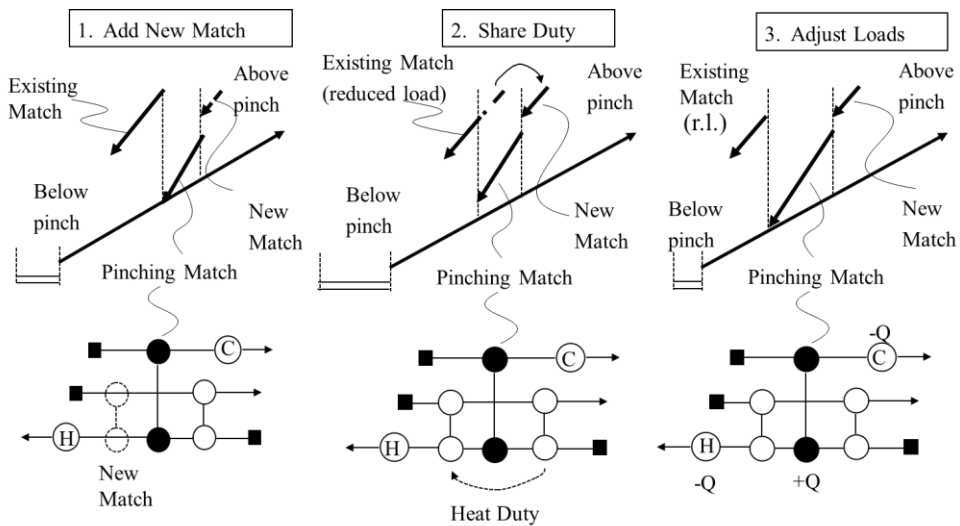 1. Add New Match
Existing
Match
Above
pinch
Below
pinch
New
Match
Pinching Match
C
H
New
Match
2. Share Duty
Existing Match
(reduced load)
Above
pinch
Below
pinch
New
Match
Pinching Match
C
H
Heat Duty
3. Adjust Loads
Existing
Match
(r.l.)
Above
pinch
Below
pinch
New
Match
Pinching Match
-Q
C
H
-Q
+Q